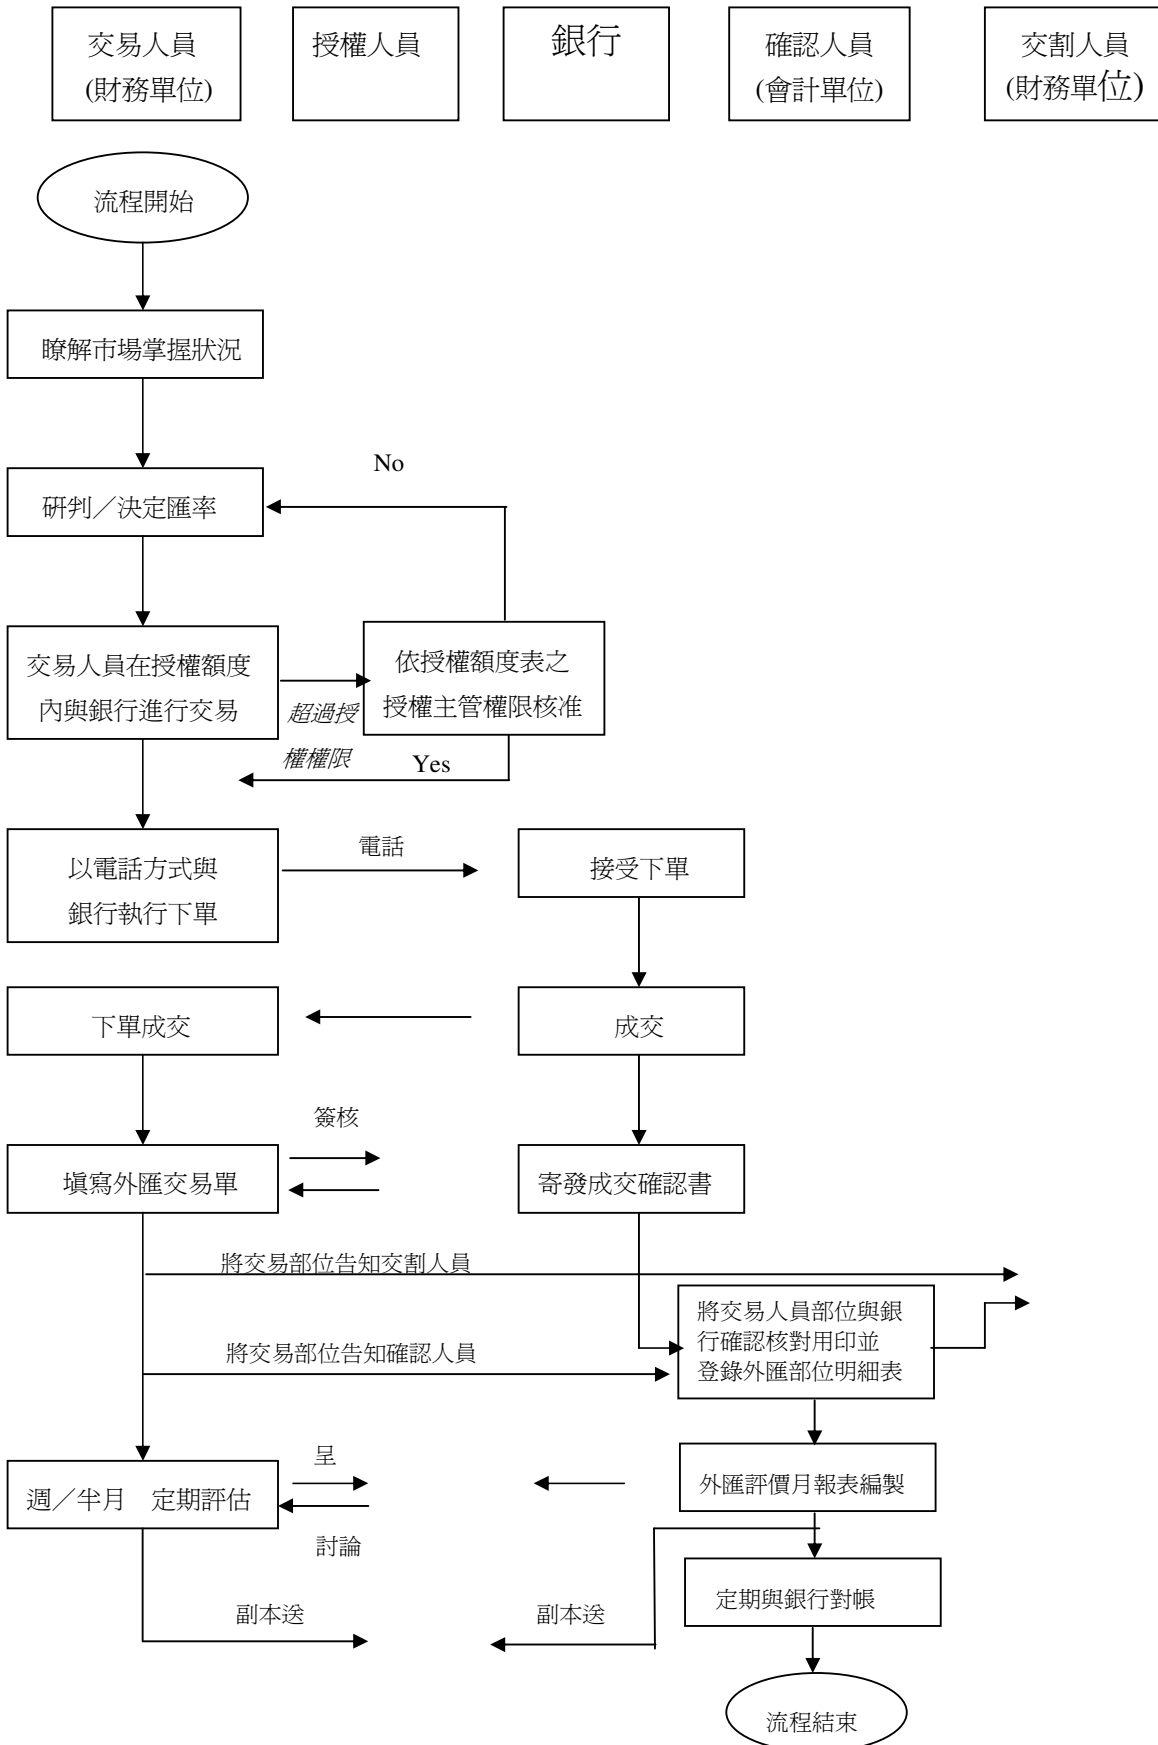 交易人員
(財務單位)
授權人員
銀行
確認人員
(會計單位)
交割人員
(財務單位)
流程開始
瞭解市場掌握狀況
No
研判／決定匯率
交易人員在授權額度
內與銀行進行交易
超過授
權權限
依授權額度表之
授權主管權限核准
Yes
以電話方式與
銀行執行下單
電話
接受下單
下單成交
成交
簽核
填寫外匯交易單
寄發成交確認書
將交易部位告知交割人員
將交易人員部位與銀
行確認核對用印並
登錄外匯部位明細表
將交易部位告知確認人員
呈
週／半月　定期評估
討論
外匯評價月報表編製
定期與銀行對帳
副本送
副本送
流程結束